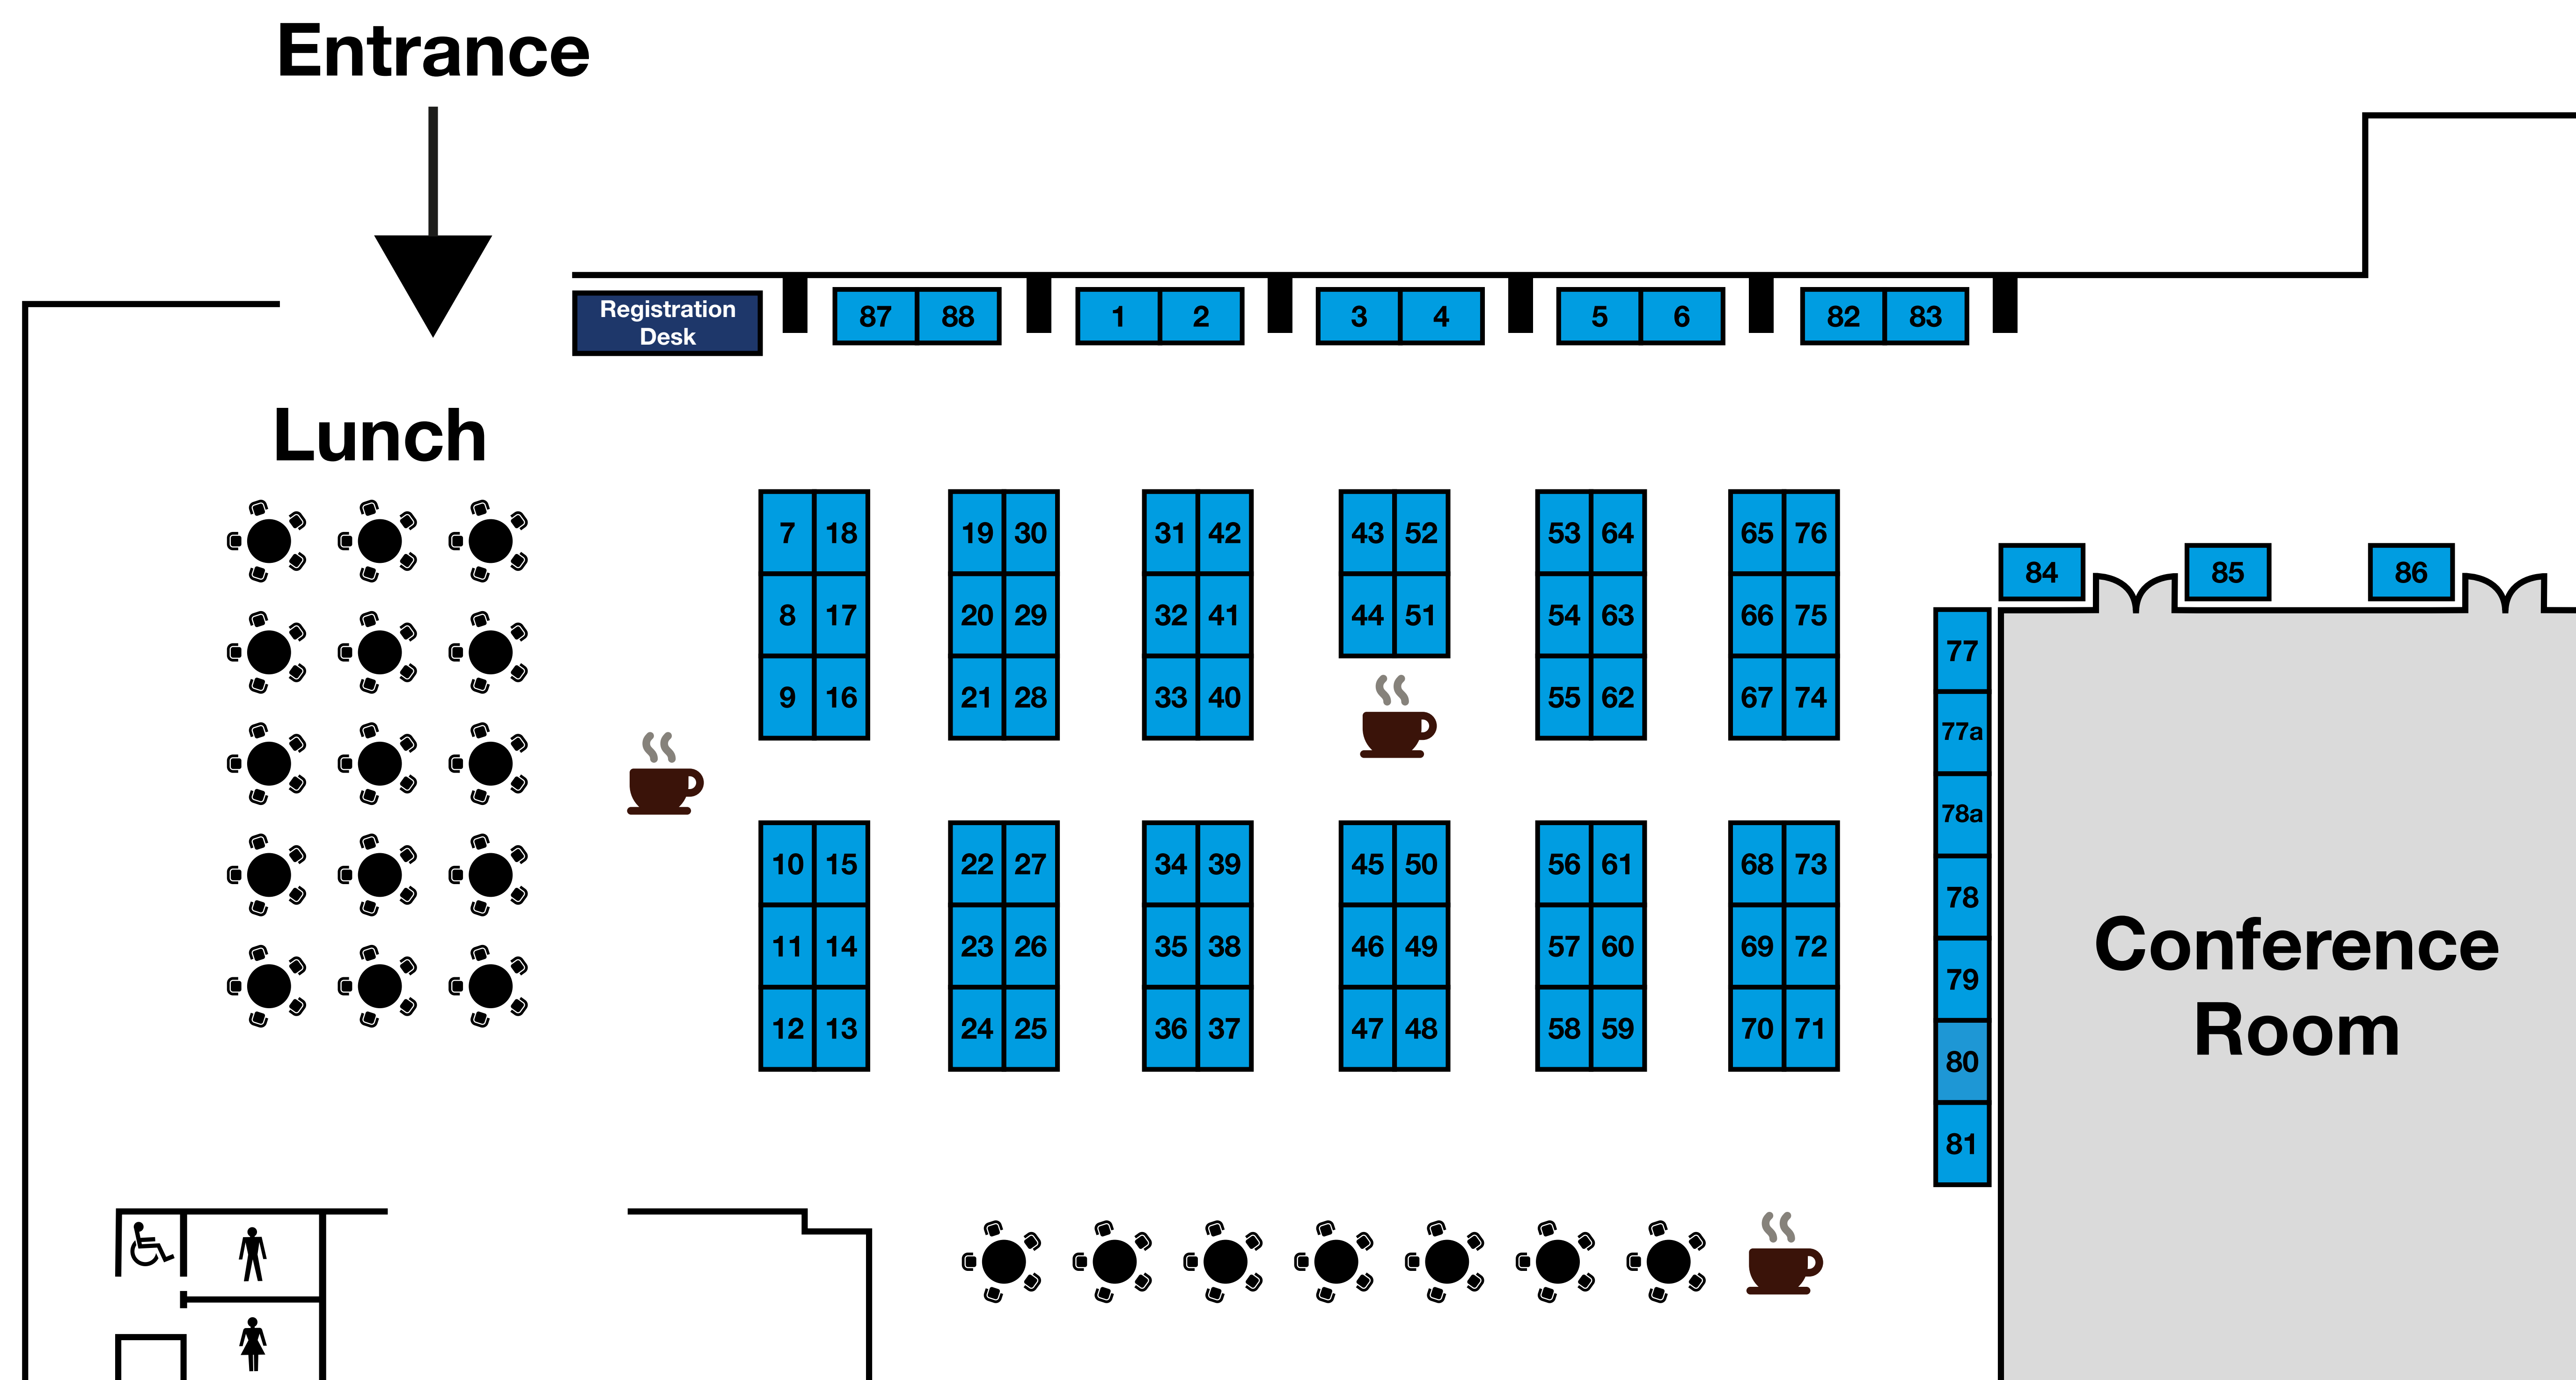 Entrance
Registration
Desk
87 88 1 2 3 4 5 6 82 83
Lunch
7 18 19 30 31 42 43 52 53 64 65 76
84 85 86
8 17 20 29 32 41 44 51 54 63 66 75
77
9 16 21 28 33 40 55 62 67 74
77a
78a
10 15 22 27 34 39 45 50 56 61 68 73
78
11 14 23 26 35 38 46 49 57 60 69 72
79
Conference
Room
12 13 24 25 36 37 47 48 58 59 70 71
80
81